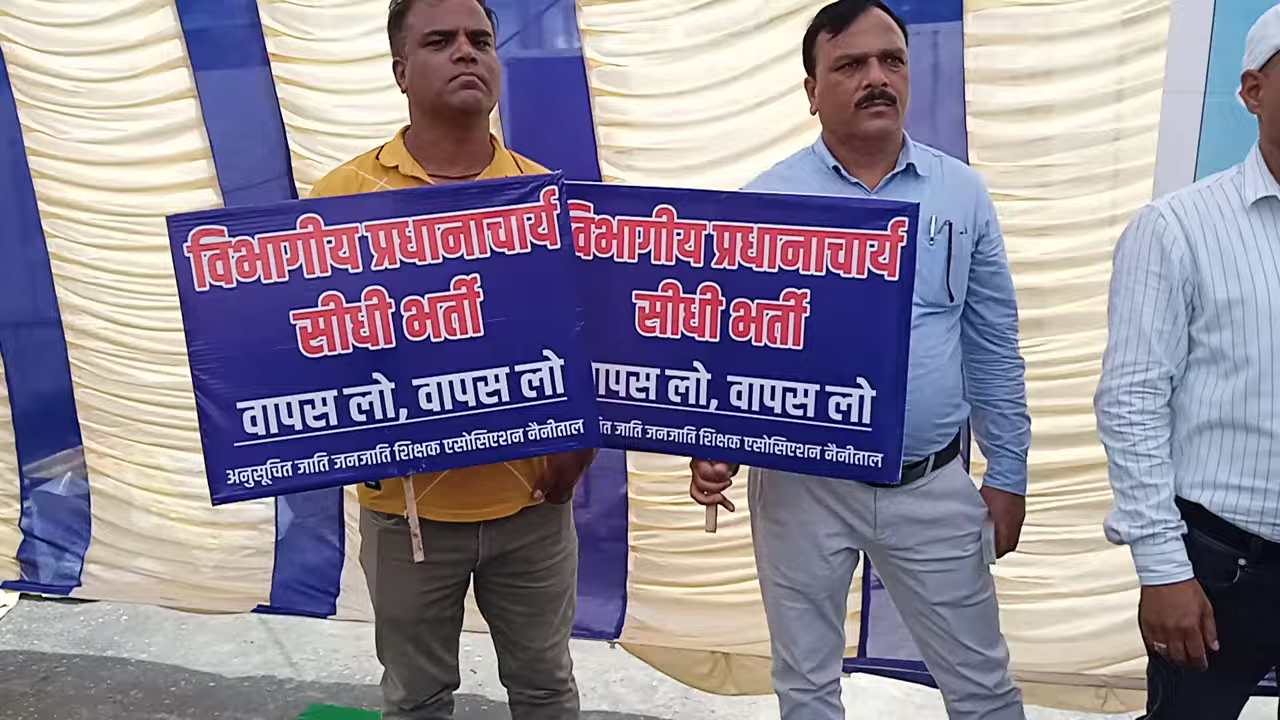 विभागीय प्रधानाचार्य
सीधी भर्ती
वापस लो, वापस लो
अनुसूचित जाति जनजाति शिक्षक एसोसिएशन नैनीताल
विभागीय प्रधानाचार्य
सीधी भर्ती
वापस लो, वापस लो
जाति जनजाति शिक्षक एसोसिएशन नैनीताल